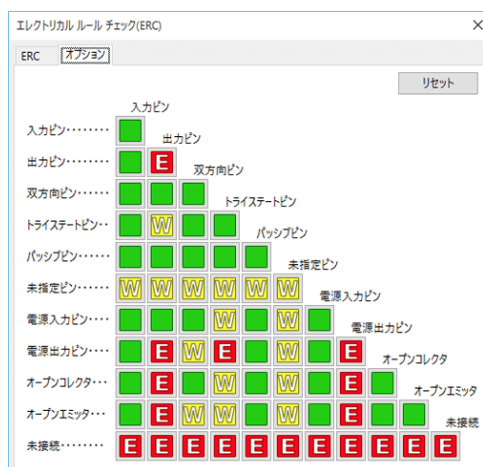 エレクトリカル ルール チェック(ERC)
ERC オプション
リセット
入力ピン
入力ピン········
出力ピン
出力ピン········ E
双方向ピン
双方向ピン······
トライステートピン
トライステートピン·· W
パッシブピン
パッシブピン······
未指定ピン
未指定ピン······ W W W W W W
電源入力ピン
電源入力ピン···· W W
電源出力ピン
電源出力ピン···· E W E W E
オープンコレクタ
オープンコレクタ··· E W W E
オープンエミッタ
オープンエミッタ··· E W W W E
未接続
未接続········ E E E E E E E E E E E